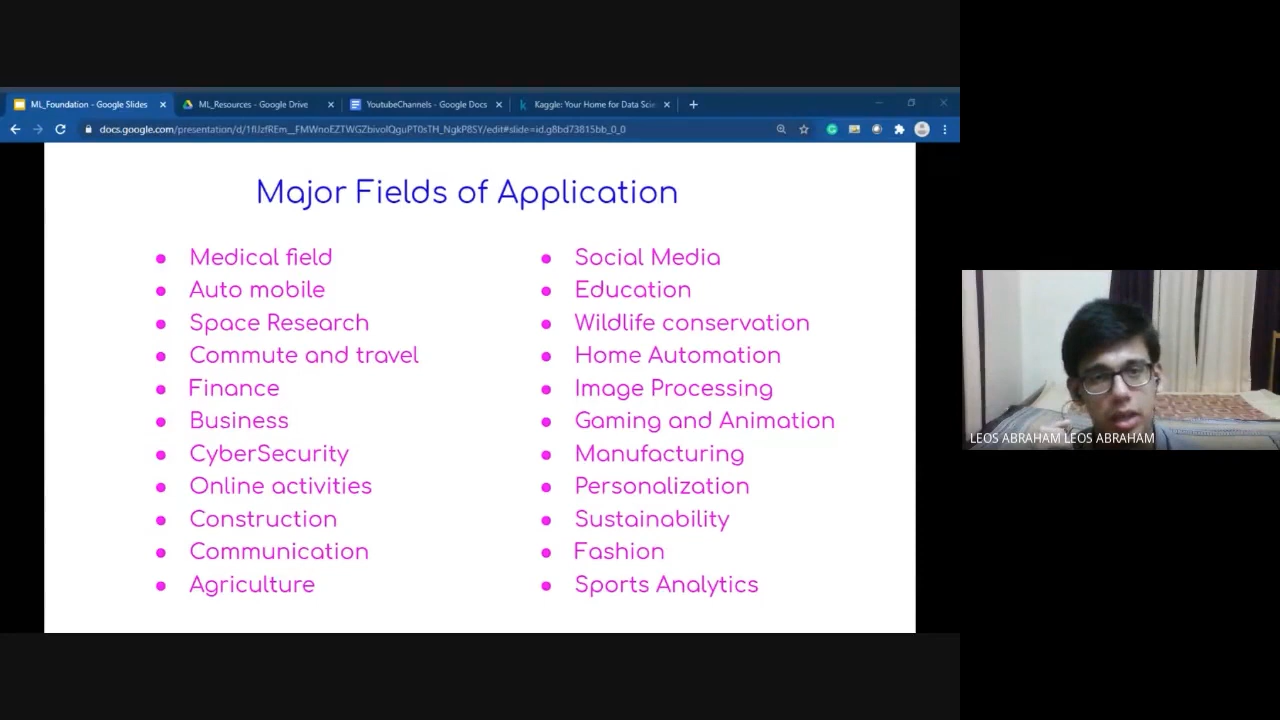 ML_Foundation - Google Slides
ML_Resources - Google Drive
YoutubeChannels - Google Docs
Kaggle: Your Home for Data Scie
Major Fields of Application
Medical field
Auto mobile
Space Research
Commute and travel
Finance
Business
CyberSecurity
Online activities
Construction
Communication
Agriculture
Social Media
Education
Wildlife conservation
Home Automation
Image Processing
Gaming and Animation
Manufacturing
Personalization
Sustainability
Fashion
Sports Analytics
LEOS ABRAHAM LEOS ABRAHAM